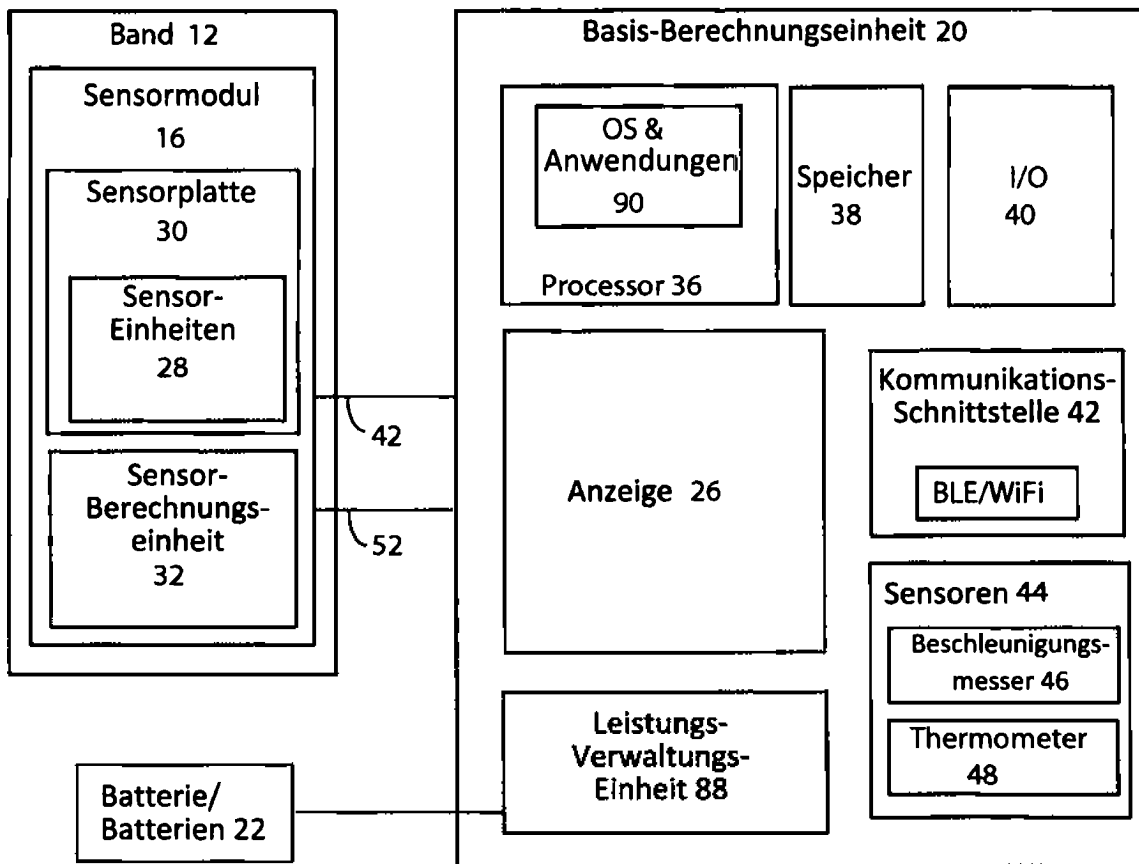 Band 12
Sensormodul
16
Sensorplatte
30
Sensor-
Einheiten
28
Sensor-
Berechnungs-
einheit
32
42
52
Batterie/
Batterien 22
Basis-Berechnungseinheit 20
OS &
Anwendungen
90
Processor 36
Speicher
38
I/O
40
Anzeige 26
Kommunikations-
Schnittstelle 42
BLE/WiFi
Sensoren 44
Beschleunigungs-
messer 46
Thermometer
48
Leistungs-
Verwaltungs-
Einheit 88